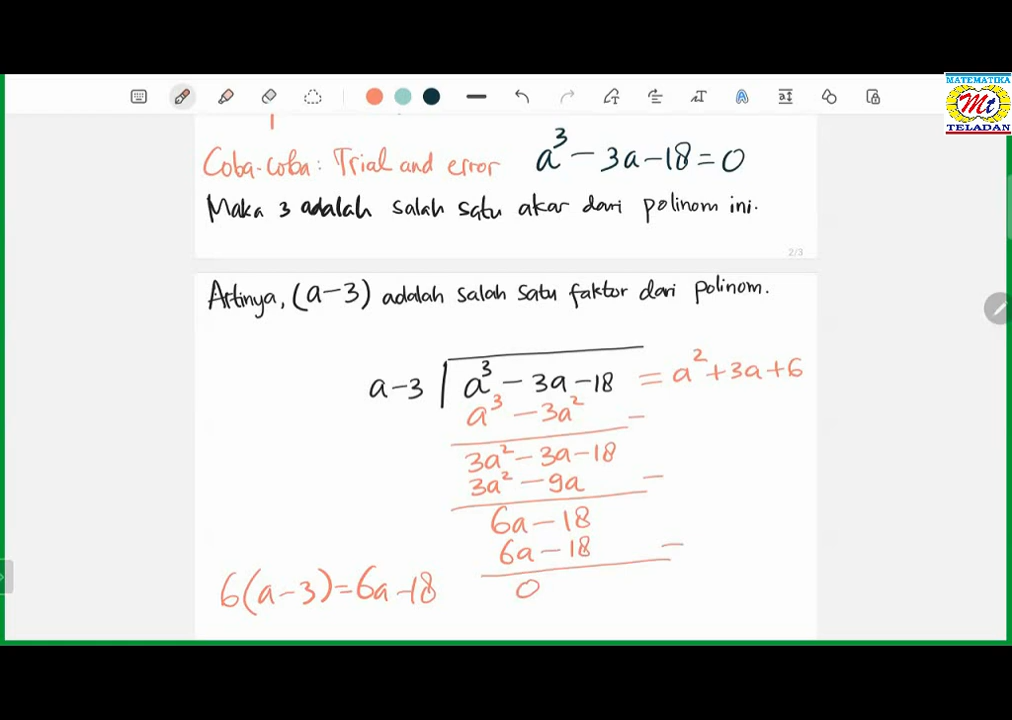 MATEMATIKA
Mt
TELADAN
Coba-Coba: Trial and error a³ - 3a - 18 = 0
Maka 3 adalah salah satu akar dari polinom ini.
2/3
Artinya, (a-3) adalah salah satu faktor dari polinom.
a-3 a³ - 3a - 18 = a² + 3a + 6
a³ - 3a² -
3a² - 3a - 18
3a² - 9a -
6a - 18
6a - 18 -
6(a-3) = 6a - 18 0